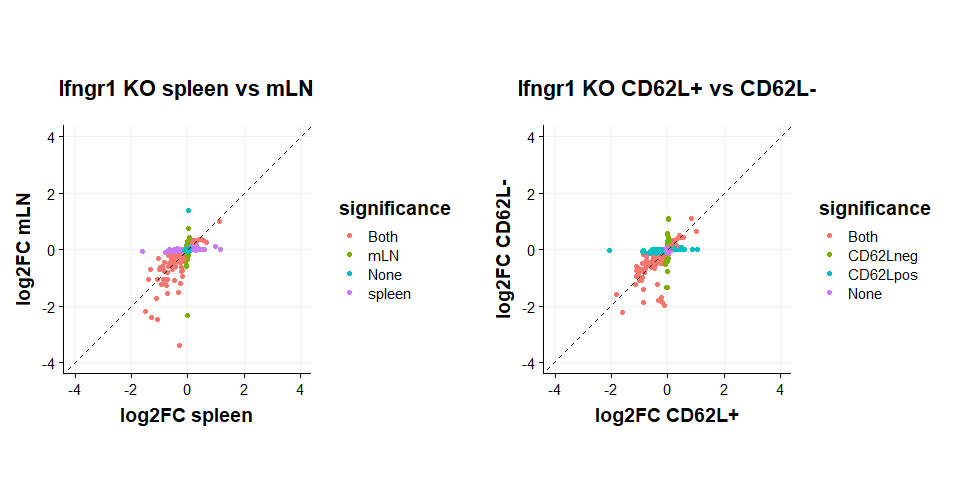 Ifngr1 KO spleen vs mLN
log2FC mLN
4
2
0
-2
-4
-4
-2
0
2
4
log2FC spleen
significance
Both
mLN
None
spleen
Ifngr1 KO CD62L+ vs CD62L-
log2FC CD62L-
4
2
0
-2
-4
-4
-2
0
2
4
log2FC CD62L+
significance
Both
CD62Lneg
CD62Lpos
None